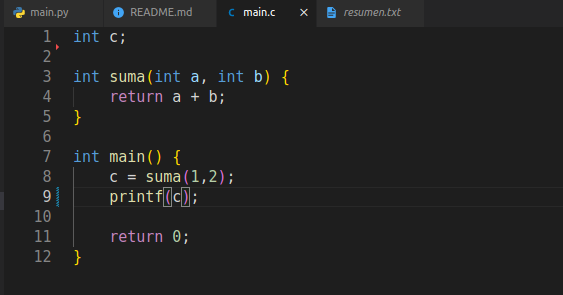 main.py README.md C main.c × resumen.txt
1 int c;
2
3 int suma(int a, int b) {
4     return a + b;
5 }
6
7 int main() {
8     c = suma(1,2);
9     printf(c);
10
11     return 0;
12 }